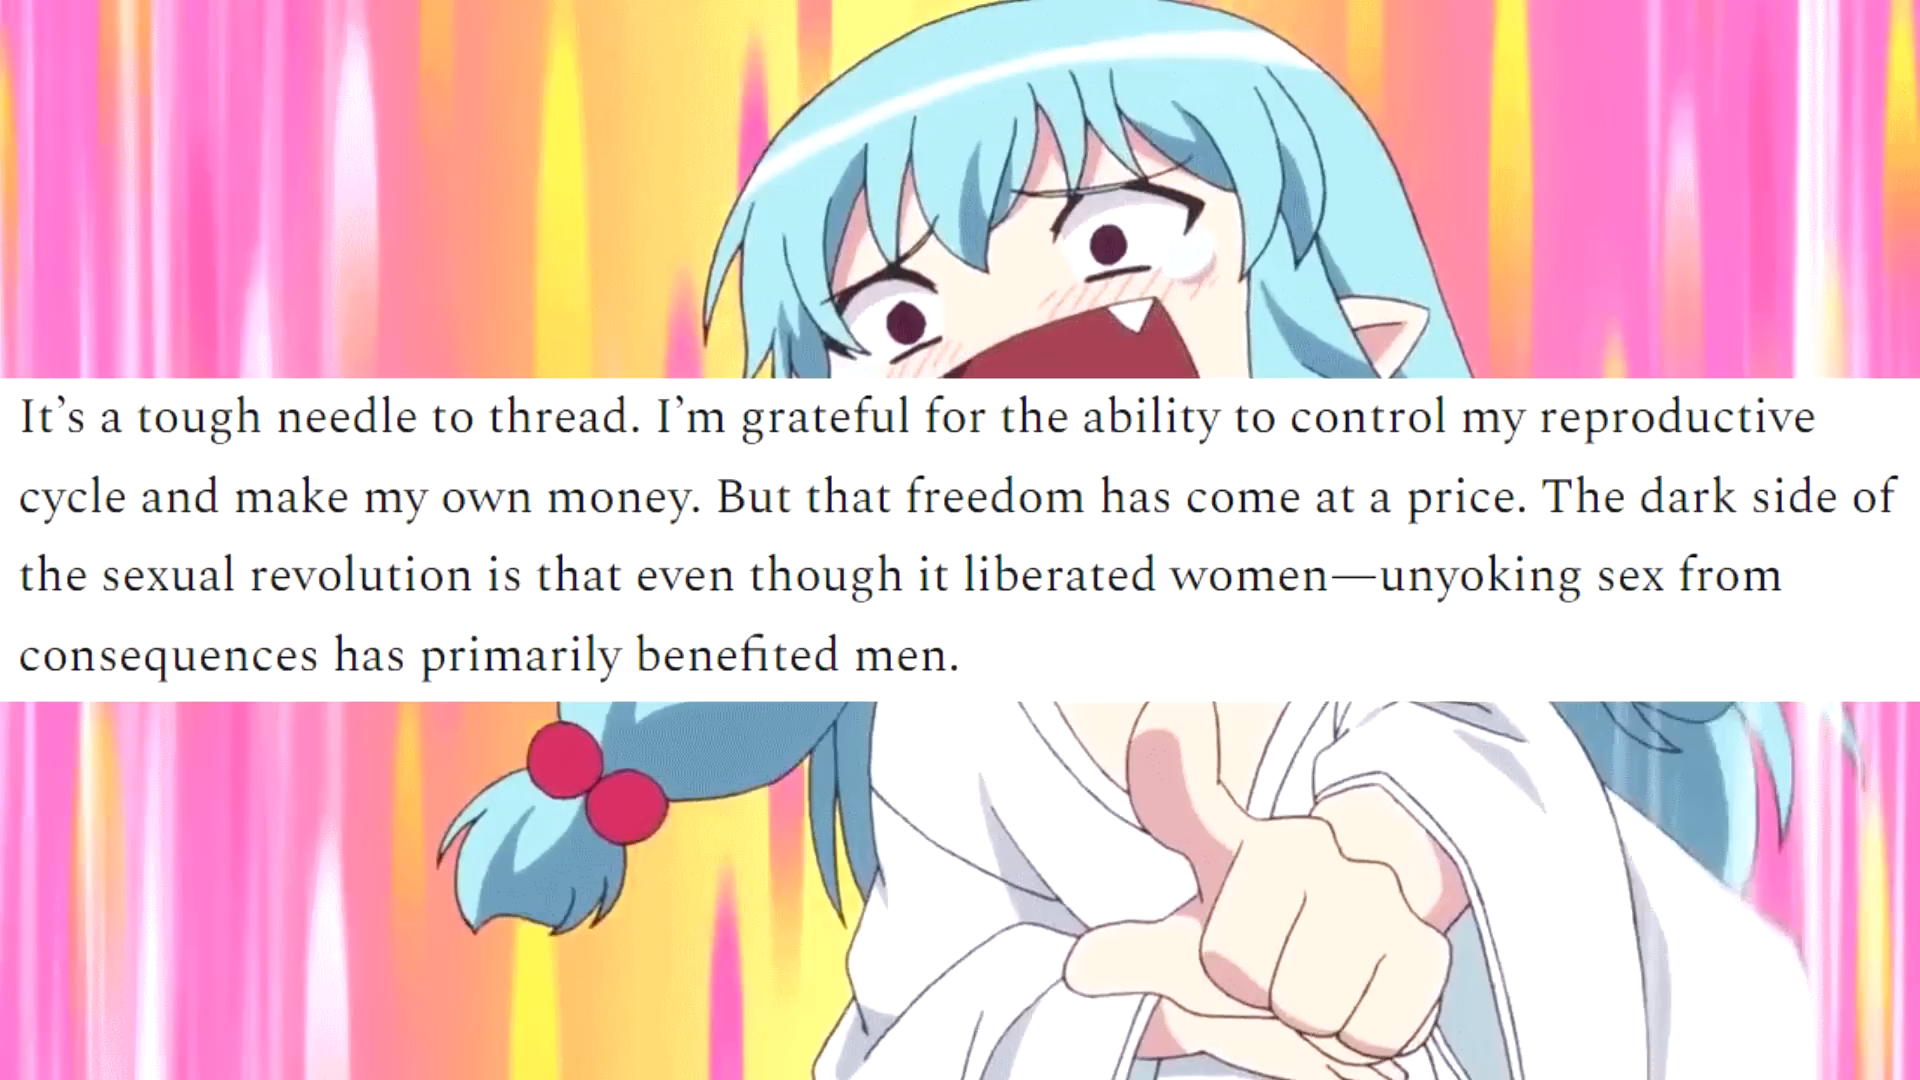 It’s a tough needle to thread. I’m grateful for the ability to control my reproductive
cycle and make my own money. But that freedom has come at a price. The dark side of
the sexual revolution is that even though it liberated women—unyoking sex from
consequences has primarily benefited men.